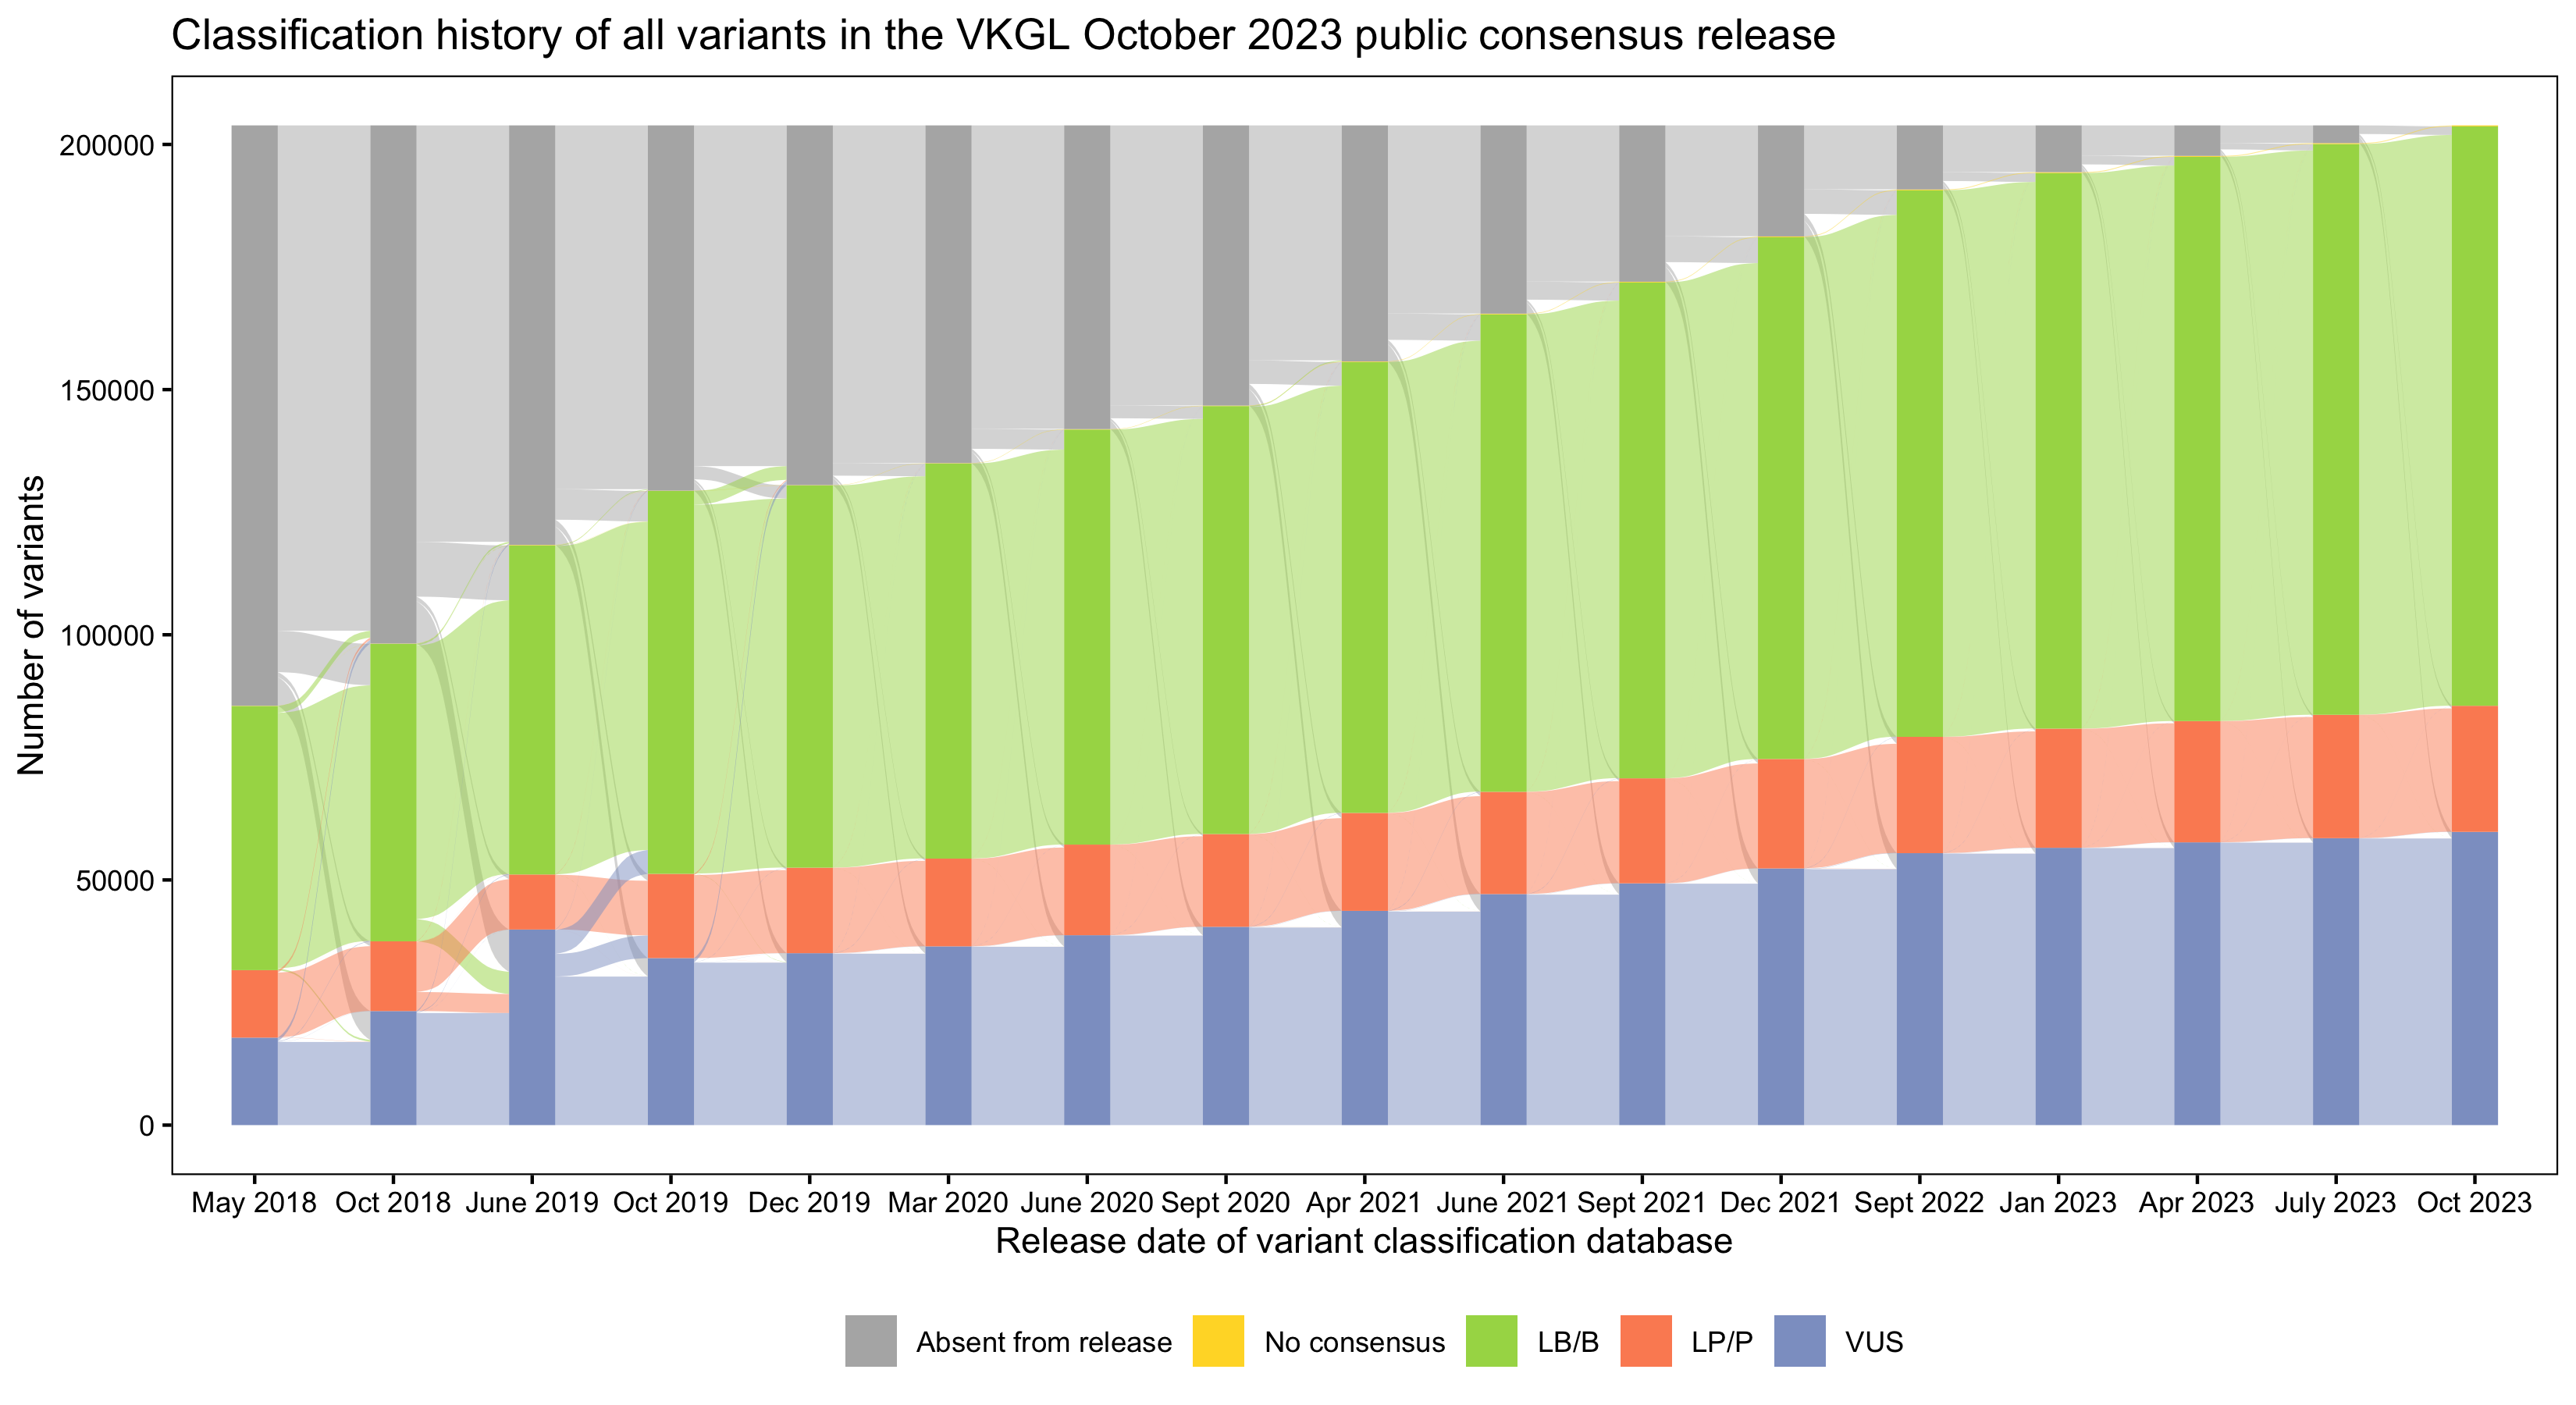 Classification history of all variants in the VKGL October 2023 public consensus release
Number of variants
200000
150000
100000
50000
0
May 2018 Oct 2018 June 2019 Oct 2019 Dec 2019 Mar 2020 June 2020 Sept 2020 Apr 2021 June 2021 Sept 2021 Dec 2021 Sept 2022 Jan 2023 Apr 2023 July 2023 Oct 2023
Release date of variant classification database
Absent from release No consensus LB/B LP/P VUS